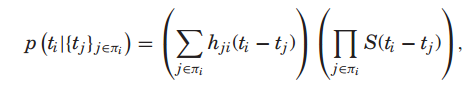 p (t_i|{t_j}_{j∈π_i}) = (∑_{j∈π_i} h_{ji}(t_i − t_j)) (∏_{j∈π_i} S(t_i − t_j)),